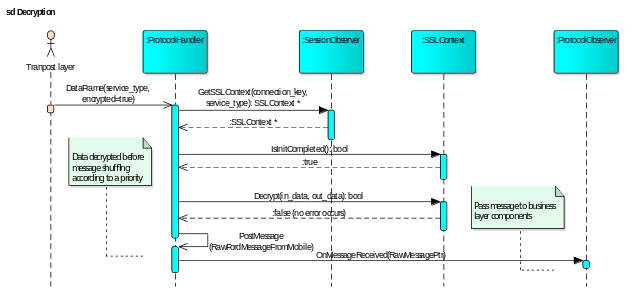 sd Decryption
:ProtocolHandler
:SessionObserver
:SSLContext
:ProtocolObserver
Tranpost layer
DataFrame(service_type,
encrypted=true)
GetSSLContext(connection_key,
service_type): SSLContext *
:SSLContext *
Data decrypted before
message shuffling
according to a priority
IsInitCompleted(): bool
:true
Decrypt(in_data, out_data): bool
:false (no error occurs)
Pass message to business
layer components
PostMessage
(RawFordMessageFromMobile)
OnMessageReceived(RawMessagePtr)